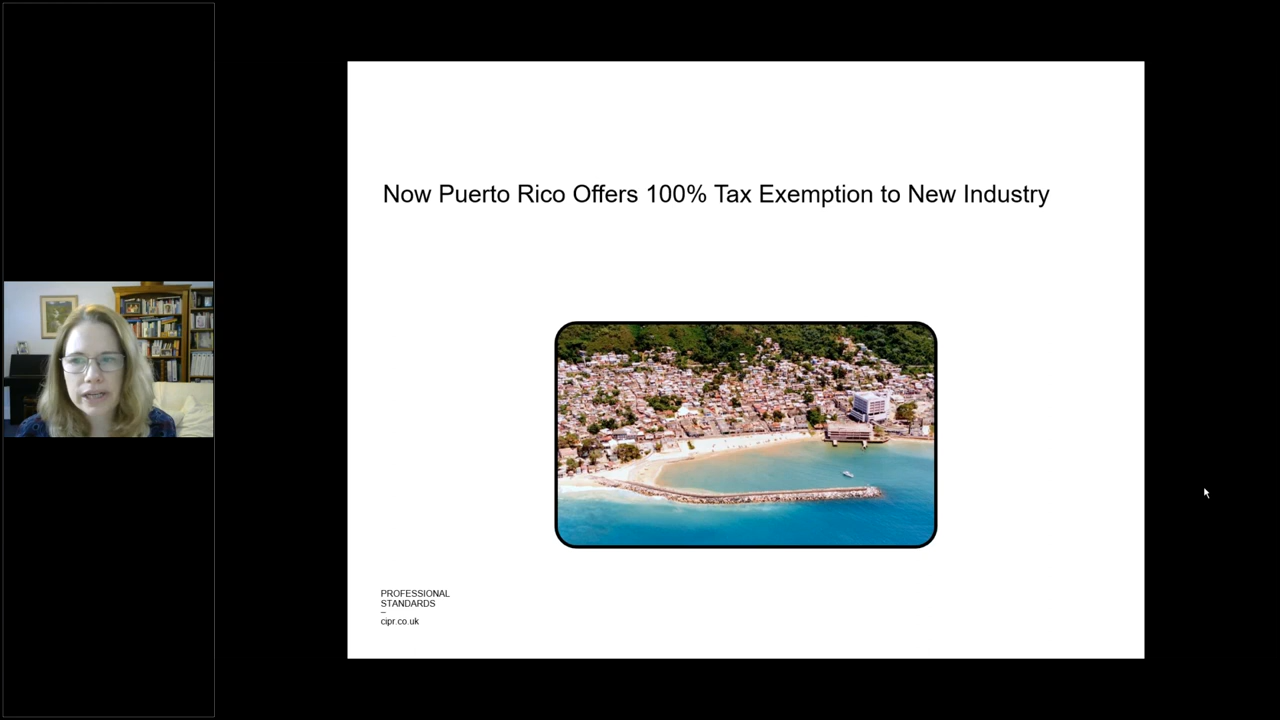 Now Puerto Rico Offers 100% Tax Exemption to New Industry
PROFESSIONAL
STANDARDS
–
cipr.co.uk